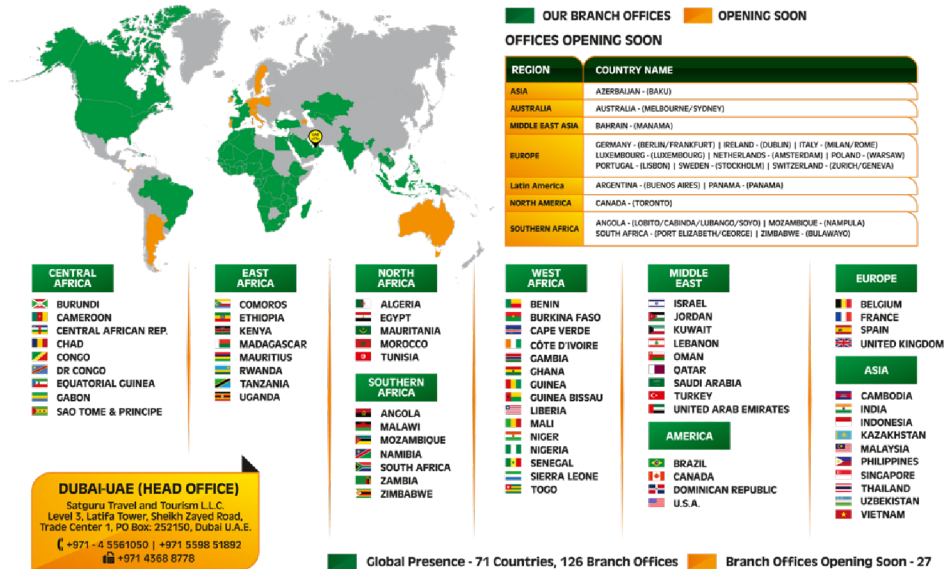 OUR BRANCH OFFICES
OPENING SOON
OFFICES OPENING SOON
REGION COUNTRY NAME
ASIA AZERBAIJAN - (BAKU)
AUSTRALIA AUSTRALIA - (MELBOURNE/SYDNEY)
MIDDLE EAST ASIA BAHRAIN - (MANAMA)
EUROPE
GERMANY - (BERLIN/FRANKFURT) | IRELAND - (DUBLIN) | ITALY - (MILAN/ROME)
LUXEMBOURG - (LUXEMBOURG) | NETHERLANDS - (AMSTERDAM) | POLAND - (WARSAW)
PORTUGAL - (LISBON) | SWEDEN - (STOCKHOLM) | SWITZERLAND - (ZURICH/GENEVA)
Latin America ARGENTINA - (BUENOS AIRES) | PANAMA - (PANAMA)
NORTH AMERICA CANADA - (TORONTO)
SOUTHERN AFRICA
ANGOLA - (LOBITO/CABINDA/LUBANGO/SOYO) | MOZAMBIQUE - (NAMPULA)
SOUTH AFRICA - (PORT ELIZABETH/GEORGE) | ZIMBABWE - (BULAWAYO)
UAE
CENTRAL
AFRICA
BURUNDI
CAMEROON
CENTRAL AFRICAN REP.
CHAD
CONGO
DR CONGO
EQUATORIAL GUINEA
GABON
SAO TOME & PRINCIPE
EAST
AFRICA
COMOROS
ETHIOPIA
KENYA
MADAGASCAR
MAURITIUS
RWANDA
TANZANIA
UGANDA
NORTH
AFRICA
ALGERIA
EGYPT
MAURITANIA
MOROCCO
TUNISIA
SOUTHERN
AFRICA
ANGOLA
MALAWI
MOZAMBIQUE
NAMIBIA
SOUTH AFRICA
ZAMBIA
ZIMBABWE
WEST
AFRICA
BENIN
BURKINA FASO
CAPE VERDE
CÔTE D'IVOIRE
GAMBIA
GHANA
GUINEA
GUINEA BISSAU
LIBERIA
MALI
NIGER
NIGERIA
SENEGAL
SIERRA LEONE
TOGO
MIDDLE
EAST
ISRAEL
JORDAN
KUWAIT
LEBANON
OMAN
QATAR
SAUDI ARABIA
TURKEY
UNITED ARAB EMIRATES
AMERICA
BRAZIL
CANADA
DOMINICAN REPUBLIC
U.S.A.
EUROPE
BELGIUM
FRANCE
SPAIN
UNITED KINGDOM
ASIA
CAMBODIA
INDIA
INDONESIA
KAZAKHSTAN
MALAYSIA
PHILIPPINES
SINGAPORE
THAILAND
UZBEKISTAN
VIETNAM
DUBAI-UAE (HEAD OFFICE)
Satguru Travel and Tourism L.L.C.
Level 3, Latifa Tower, Sheikh Zayed Road,
Trade Center 1, PO Box: 252150, Dubai U.A.E.
+971 - 4 5561050 | +971 5598 51892
+971 4368 8778
Global Presence - 71 Countries, 126 Branch Offices
Branch Offices Opening Soon - 27